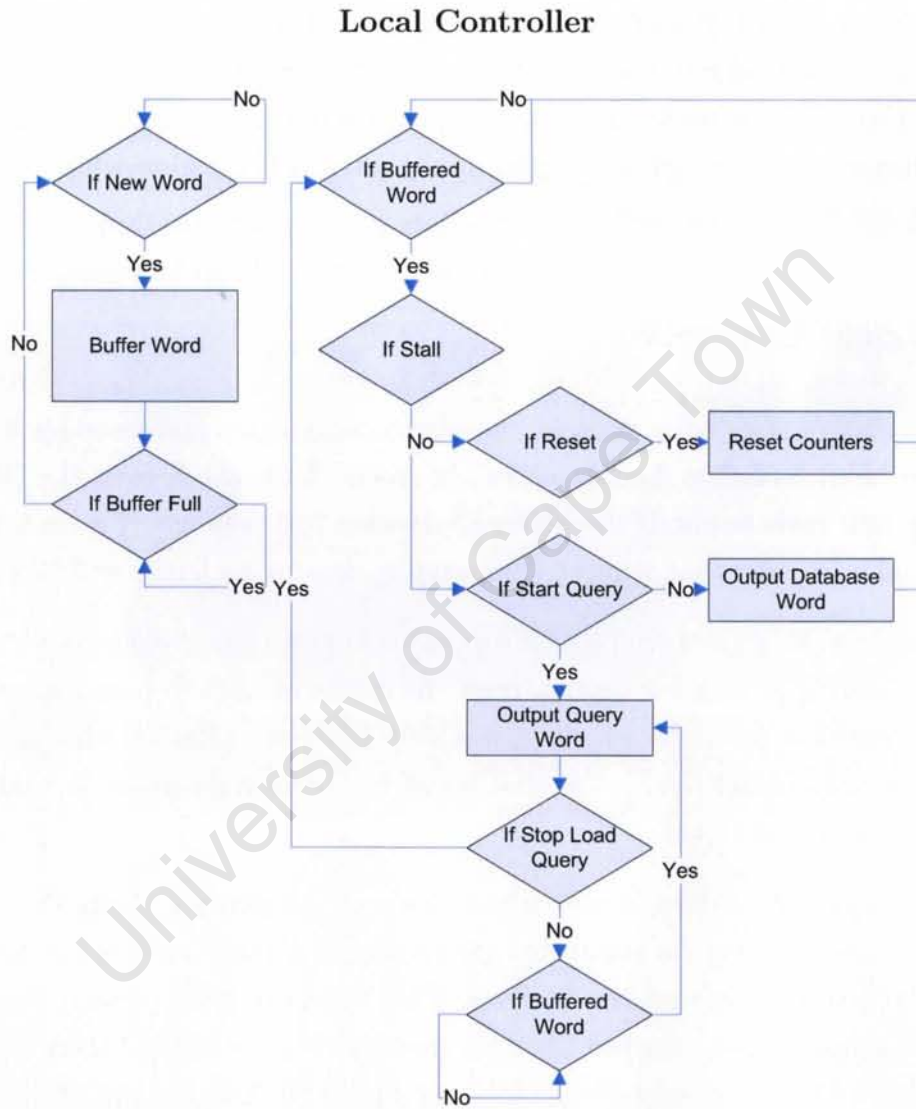 Local Controller
No
If New Word
Yes
Buffer Word
No
If Buffer Full
Yes
No
If Buffered
Word
Yes
If Stall
No
If Reset
Yes
Reset Counters
If Start Query
No
Output Database
Word
Yes
Output Query
Word
If Stop Load
Query
Yes
No
If Buffered
Word
Yes
No
University of Cape Town